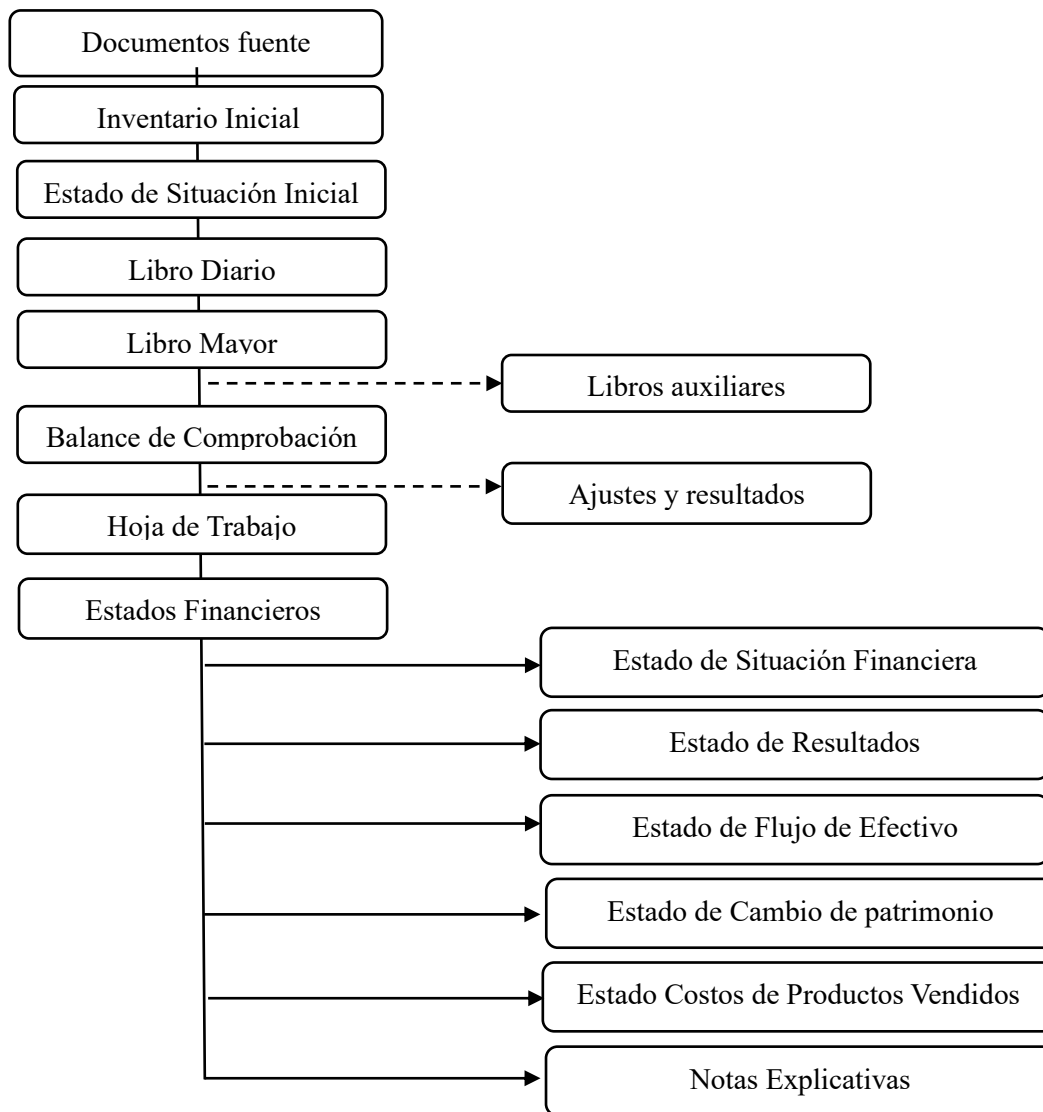 Documentos fuente
Inventario Inicial
Estado de Situación Inicial
Libro Diario
Libro Mayor
Libros auxiliares
Balance de Comprobación
Ajustes y resultados
Hoja de Trabajo
Estados Financieros
Estado de Situación Financiera
Estado de Resultados
Estado de Flujo de Efectivo
Estado de Cambio de patrimonio
Estado Costos de Productos Vendidos
Notas Explicativas